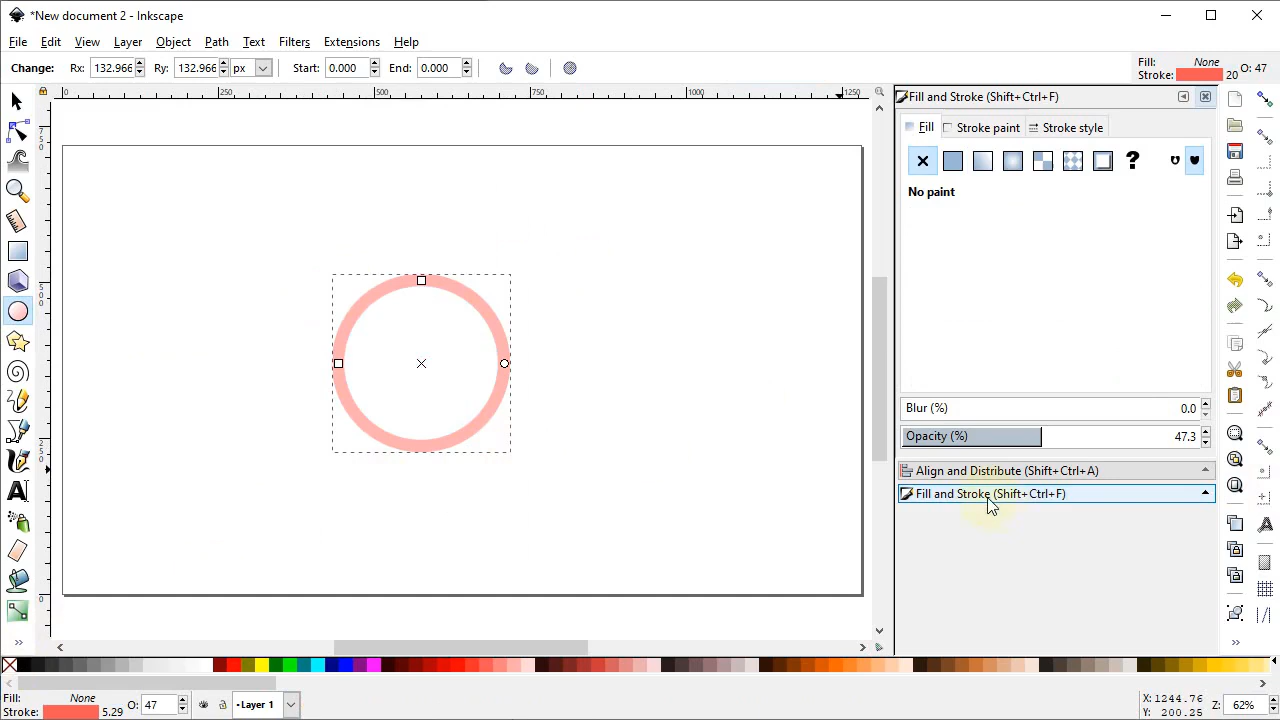 *New document 2 - Inkscape
File Edit View Layer Object Path Text Filters Extensions Help
Change: Rx: 132.966 Ry: 132.966 px Start: 0.000 End: 0.000
Fill: None
Stroke: 20 O: 47
0 250 500 750 1000 1250
Fill and Stroke (Shift+Ctrl+F)
Fill Stroke paint Stroke style
?
No paint
Blur (%) 0.0
Opacity (%) 47.3
Align and Distribute (Shift+Ctrl+A)
Fill and Stroke (Shift+Ctrl+F)
750
500
250
0
Fill: None
Stroke: 5.29 O: 47 Layer 1
X: 1244.76
Y: 200.25
Z: 62%